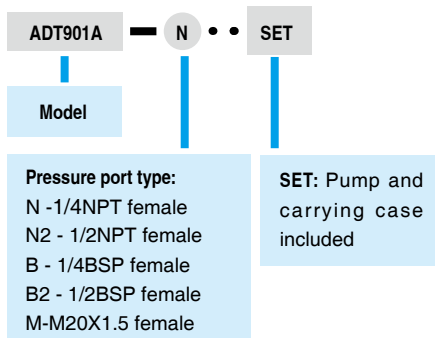 ADT901A – N • • SET
Model
Pressure port type:
N -1/4NPT female
N2 - 1/2NPT female
B - 1/4BSP female
B2 - 1/2BSP female
M-M20X1.5 female
SET: Pump and
carrying case
included